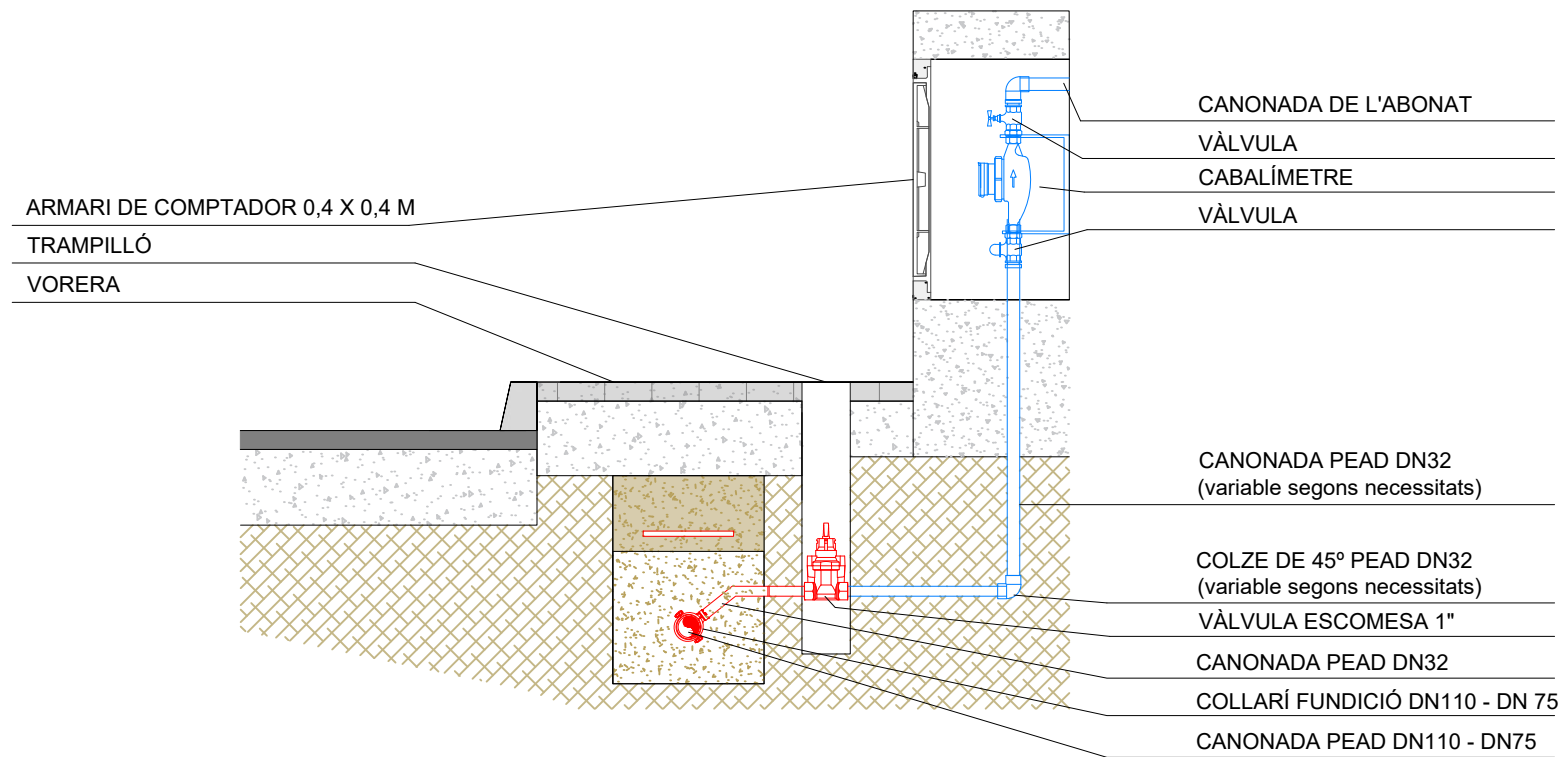 CANONADA DE L'ABONAT
VÀLVULA
CABALÍMETRE
VÀLVULA
ARMARI DE COMPTADOR 0,4 X 0,4 M
TRAMPILLÓ
VORERA
CANONADA PEAD DN32
(variable segons necessitats)
COLZE DE 45º PEAD DN32
(variable segons necessitats)
VÀLVULA ESCOMESA 1"
CANONADA PEAD DN32
COLLARÍ FUNDICIÓ DN110 - DN 75
CANONADA PEAD DN110 - DN75